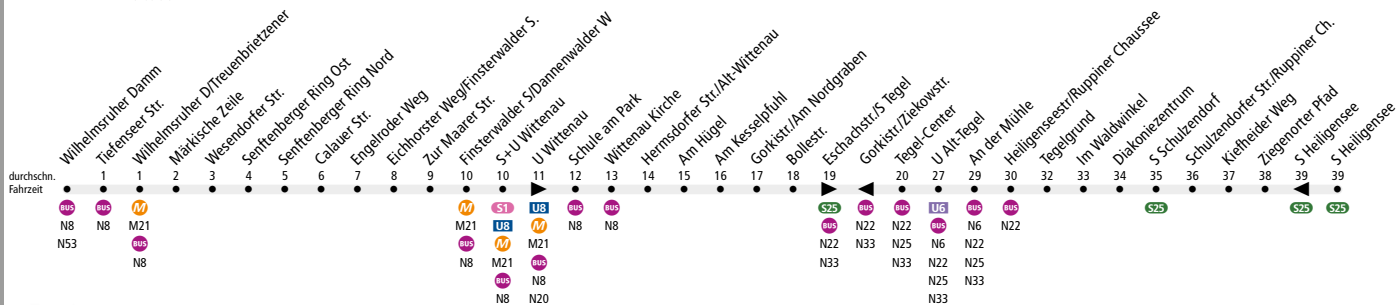 Wilhelmsruher Damm
Tiefenseer Str.
Wilhelmsruher D/Treuenbrietzener
Märkische Zeile
Wesendorfer Str.
Senftenberger Ring Ost
Senftenberger Ring Nord
Calauer Str.
Engelroder Weg
Eichhorster Weg/Finsterwalder S.
Zur Maarer Str.
Finsterwalder S/Dannenwalder W
S+U Wittenau
U Wittenau
Schule am Park
Wittenau Kirche
Hermsdorfer Str./Alt-Wittenau
Am Hügel
Am Kesselpfuhl
Gorkistr./Am Nordgraben
Bollestr.
Eschachstr./S Tegel
Gorkistr./Ziekowstr.
Tegel-Center
U Alt-Tegel
An der Mühle
Heiligenseestr/Ruppiner Chaussee
Tegelgrund
Im Waldwinkel
Diakoniezentrum
S Schulzendorf
Schulzendorfer Str./Ruppiner Ch.
Kiefheider Weg
Ziegenorter Pfad
S Heiligensee
S Heiligensee
durchschn. 1 1 2 3 4 5 6 7 8 9 10 10 11 12 13 14 15 16 17 18 19 20 27 29 30 32 33 34 35 36 37 38 39 39
Fahrzeit
BUS BUS M M S1 U8 BUS BUS S25 BUS BUS U6 BUS BUS S25 S25 S25
N8 N8 M21 M21 U8 M N8 N8 BUS N22 N22 BUS N6 N22
N53 BUS BUS M M21 N22 N33 N25 N6 N22
N8 N8 M21 BUS N33 N33 N22 N25
BUS N8 N25 N33
N8 N20 N33